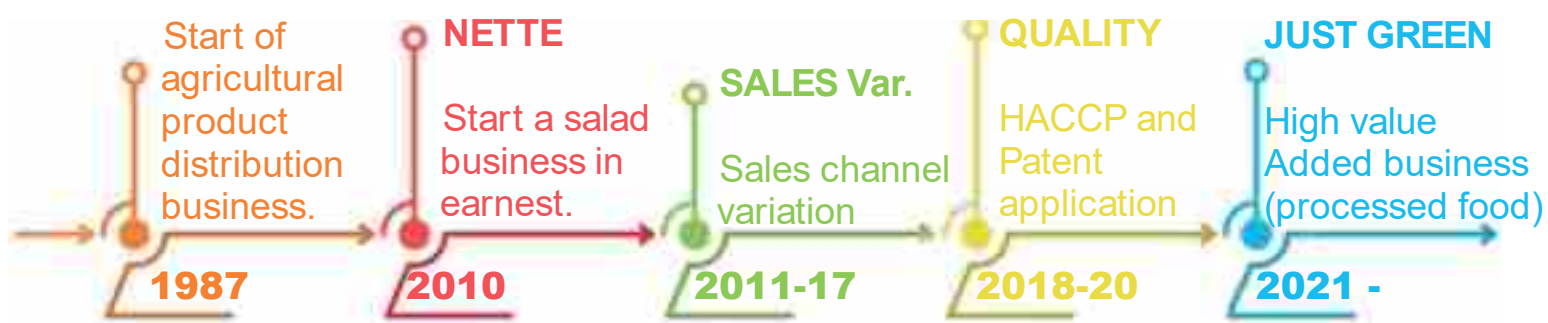 Start of
agricultural
product
distribution
business.
1987
NETTE
Start a salad
business in
earnest.
2010
SALES Var.
Sales channel
variation
2011-17
QUALITY
HACCP and
Patent
application
2018-20
JUST GREEN
High value
Added business
(processed food)
2021 -